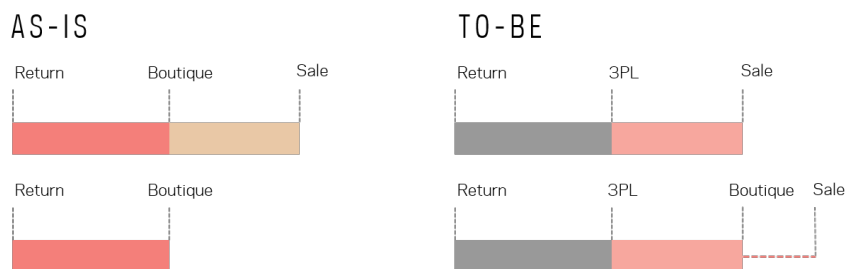 AS-IS
Return Boutique Sale
Return Boutique
TO-BE
Return 3PL Sale
Return 3PL Boutique Sale